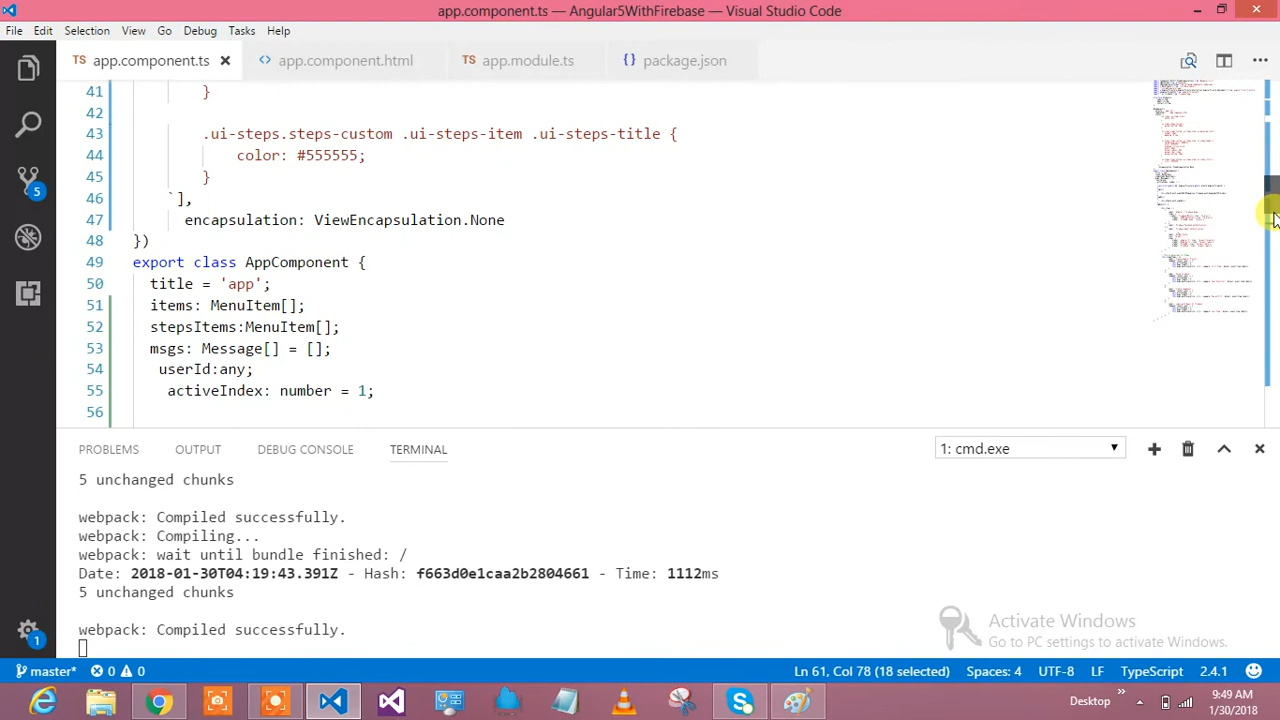 app.component.ts — Angular5WithFirebase — Visual Studio Code
File Edit Selection View Go Debug Tasks Help
TS app.component.ts × <> app.component.html TS app.module.ts {} package.json
41 }
42
43 .ui-steps.steps-custom .ui-steps-item .ui-steps-title {
44 color: #555555;
45 }
46 `],
47 encapsulation: ViewEncapsulation.None
48 })
49 export class AppComponent {
50 title = 'app';
51 items: MenuItem[];
52 stepsItems:MenuItem[];
53 msgs: Message[] = [];
54 userId:any;
55 activeIndex: number = 1;
56
PROBLEMS OUTPUT DEBUG CONSOLE TERMINAL 1: cmd.exe
5 unchanged chunks
webpack: Compiled successfully.
webpack: Compiling...
webpack: wait until bundle finished: /
Date: 2018-01-30T04:19:43.391Z - Hash: f663d0e1caa2b2804661 - Time: 1112ms
5 unchanged chunks
webpack: Compiled successfully.
Activate Windows
Go to PC settings to activate Windows.
5
1
master* 0 0 Ln 61, Col 78 (18 selected) Spaces: 4 UTF-8 LF TypeScript 2.4.1
Desktop 9:49 AM
1/30/2018